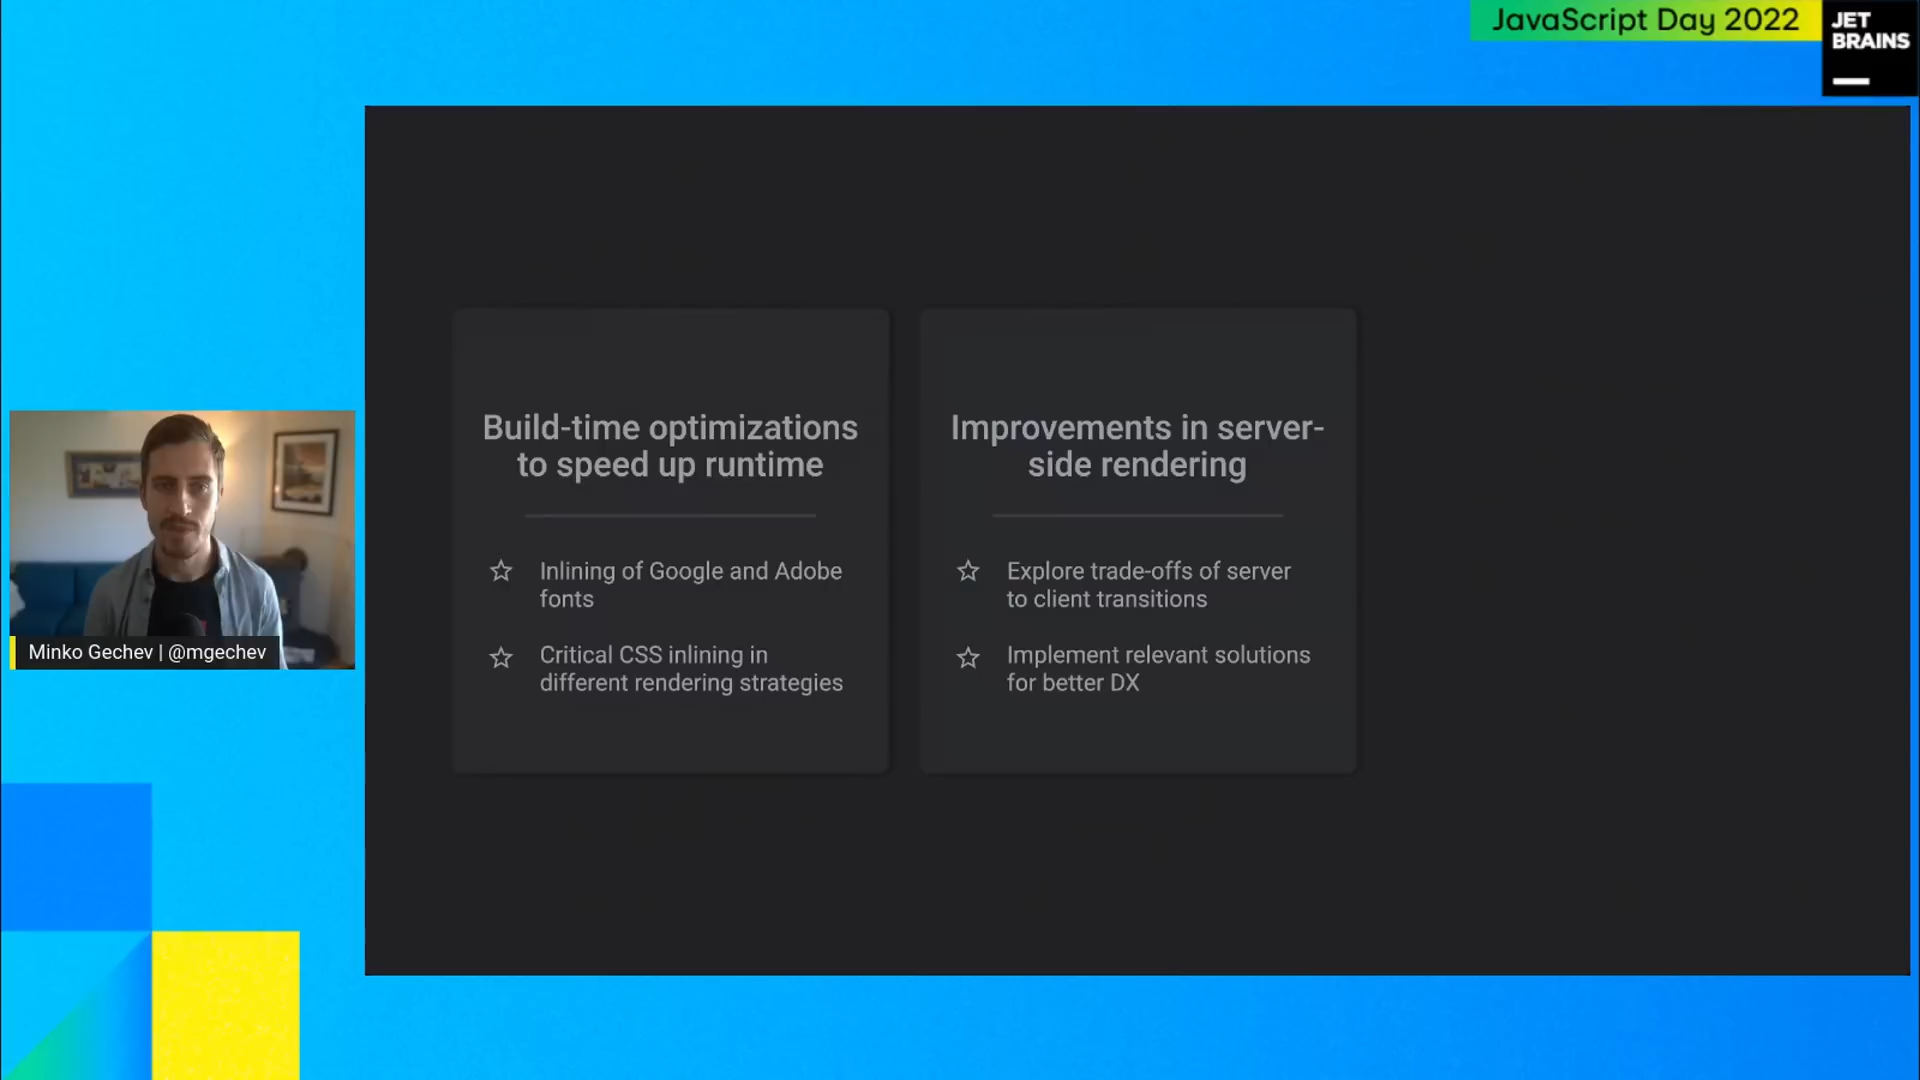 JavaScript Day 2022
JET
BRAINS
Build-time optimizations
to speed up runtime
Inlining of Google and Adobe
fonts
Critical CSS inlining in
different rendering strategies
Improvements in server-
side rendering
Explore trade-offs of server
to client transitions
Implement relevant solutions
for better DX
Minko Gechev | @mgechev